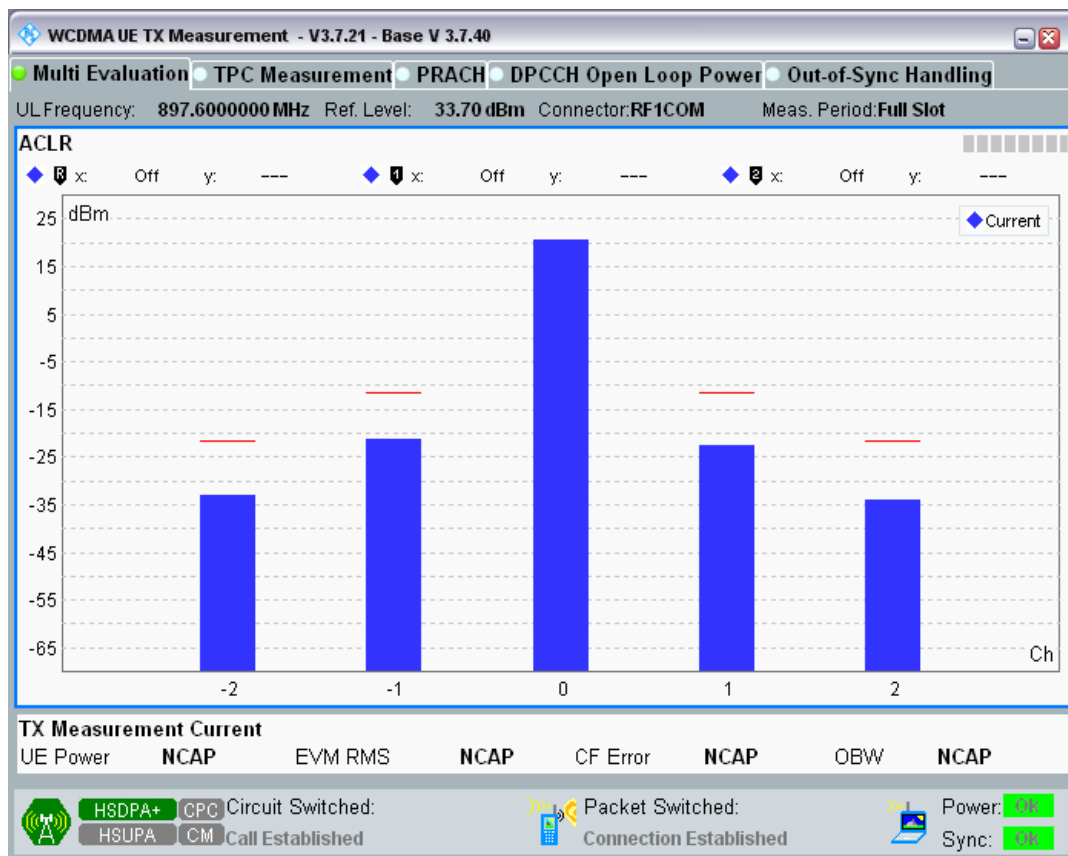 WCDMA UE TX Measurement - V3.7.21 - Base V 3.7.40
Multi Evaluation TPC Measurement PRACH DPCCH Open Loop Power Out-of-Sync Handling
UL Frequency: 897.6000000 MHz Ref. Level: 33.70 dBm Connector:RF1COM Meas. Period:Full Slot
ACLR
R x: Off y: --- 1 x: Off y: --- 2 x: Off y: ---
25 dBm
Current
15
5
-5
-15
-25
-35
-45
-55
-65
Ch
-2 -1 0 1 2
TX Measurement Current
UE Power NCAP EVM RMS NCAP CF Error NCAP OBW NCAP
HSDPA+ CPC Circuit Switched: Packet Switched: Power: OK
HSUPA CM Call Established Connection Established Sync: OK